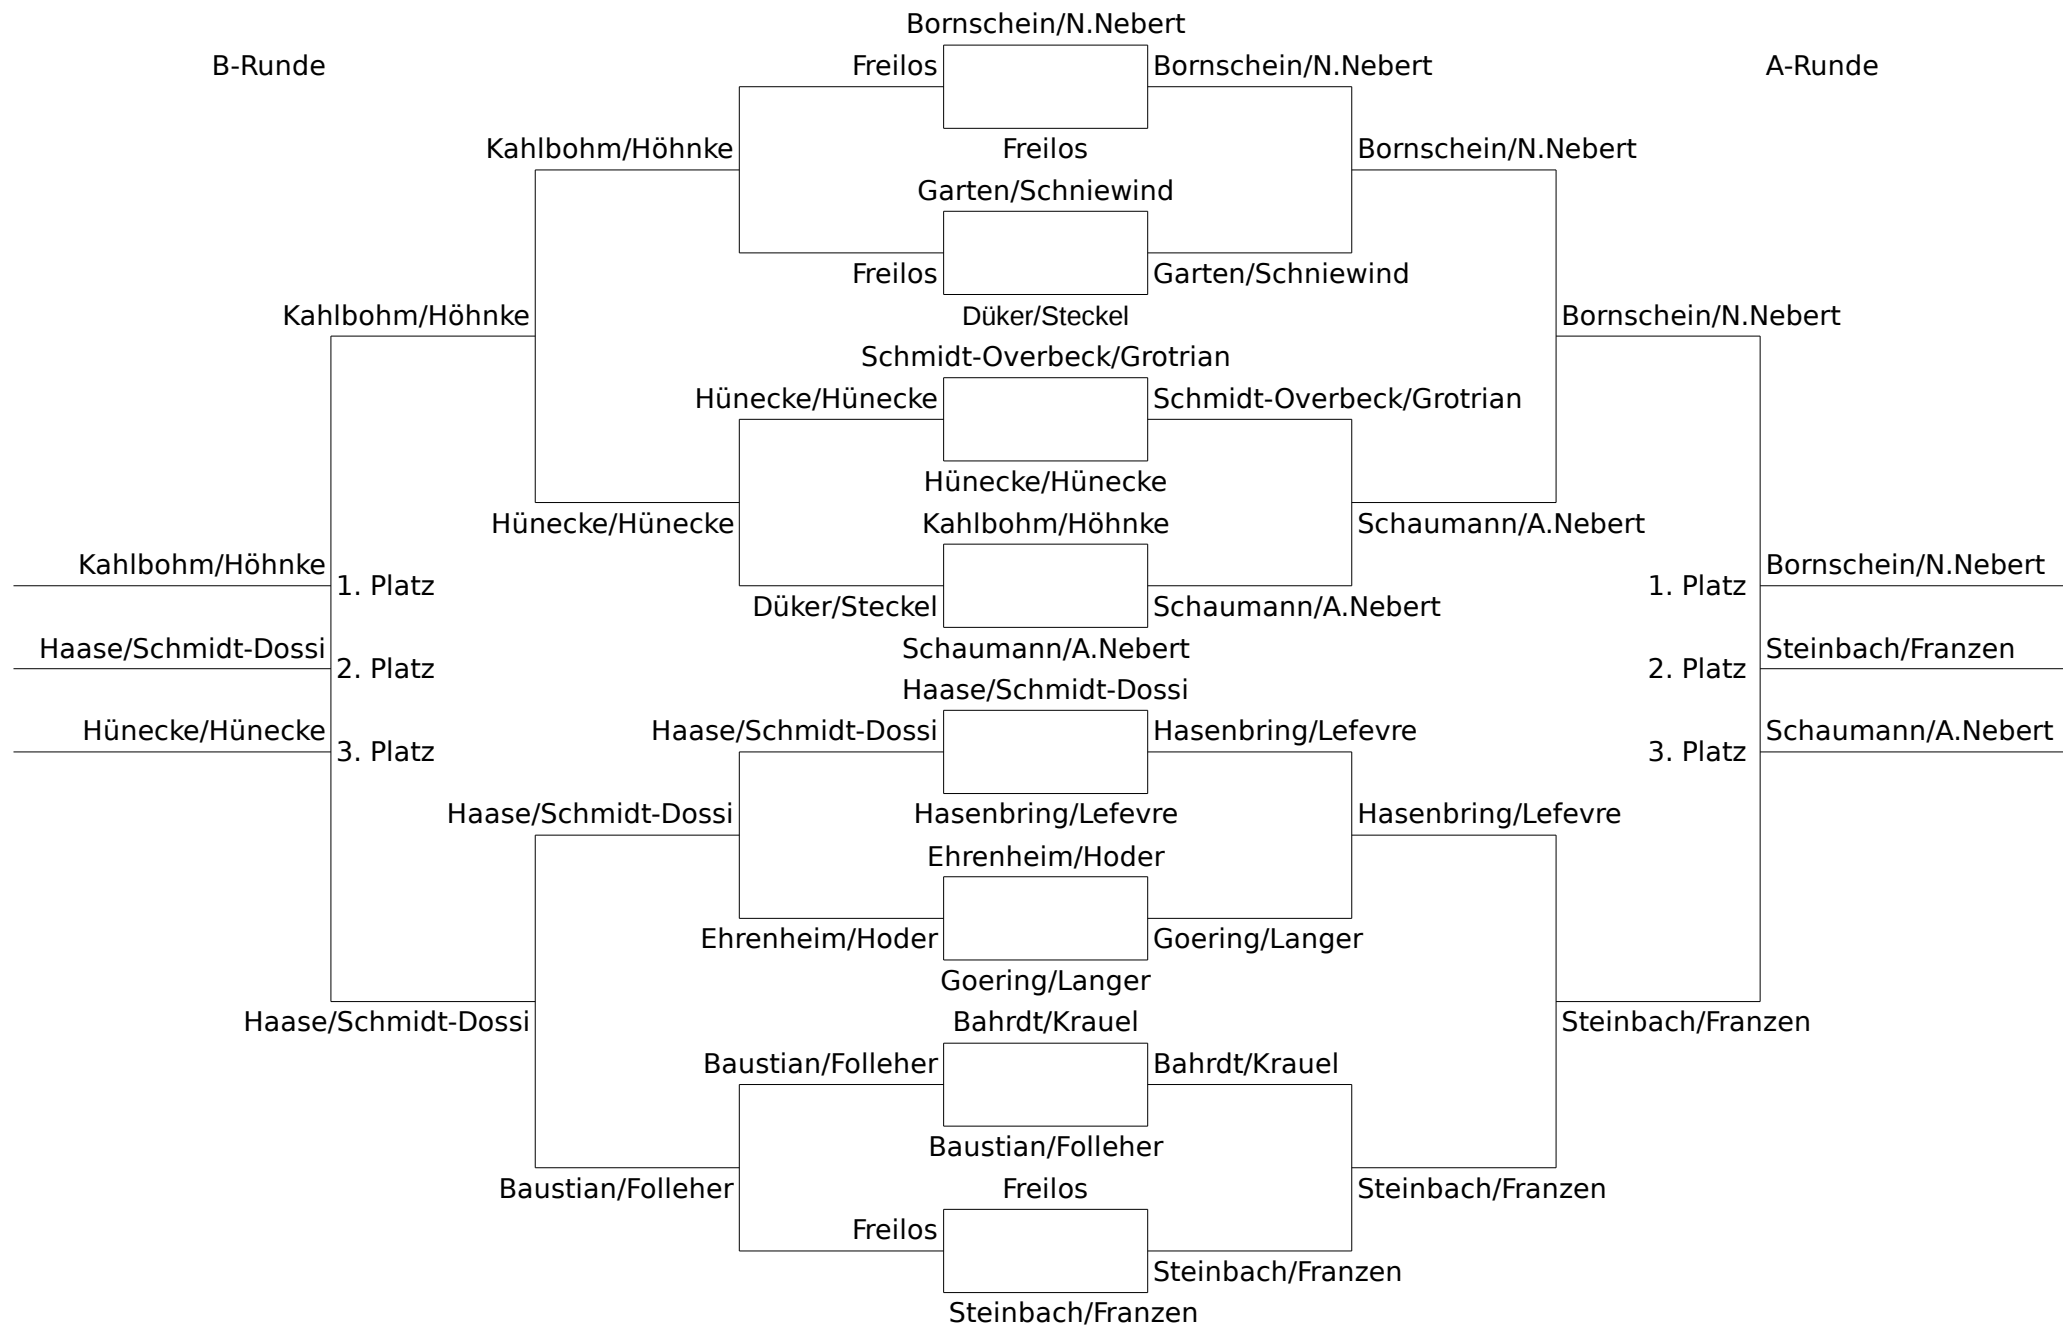 Bornschein/N.Nebert
B-Runde
Freilos
Bornschein/N.Nebert
A-Runde
Kahlbohm/Höhnke
Freilos
Bornschein/N.Nebert
Garten/Schniewind
Freilos
Garten/Schniewind
Kahlbohm/Höhnke
Düker/Steckel
Bornschein/N.Nebert
Schmidt-Overbeck/Grotrian
Hünecke/Hünecke
Schmidt-Overbeck/Grotrian
Hünecke/Hünecke
Hünecke/Hünecke
Kahlbohm/Höhnke
Schaumann/A.Nebert
Kahlbohm/Höhnke
1. Platz
1. Platz
Bornschein/N.Nebert
Düker/Steckel
Schaumann/A.Nebert
Haase/Schmidt-Dossi
2. Platz
Schaumann/A.Nebert
2. Platz
Steinbach/Franzen
Haase/Schmidt-Dossi
Hünecke/Hünecke
3. Platz
Haase/Schmidt-Dossi
Hasenbring/Lefevre
3. Platz
Schaumann/A.Nebert
Haase/Schmidt-Dossi
Hasenbring/Lefevre
Hasenbring/Lefevre
Ehrenheim/Hoder
Ehrenheim/Hoder
Goering/Langer
Goering/Langer
Haase/Schmidt-Dossi
Bahrdt/Krauel
Steinbach/Franzen
Baustian/Folleher
Bahrdt/Krauel
Baustian/Folleher
Baustian/Folleher
Freilos
Steinbach/Franzen
Freilos
Steinbach/Franzen
Steinbach/Franzen